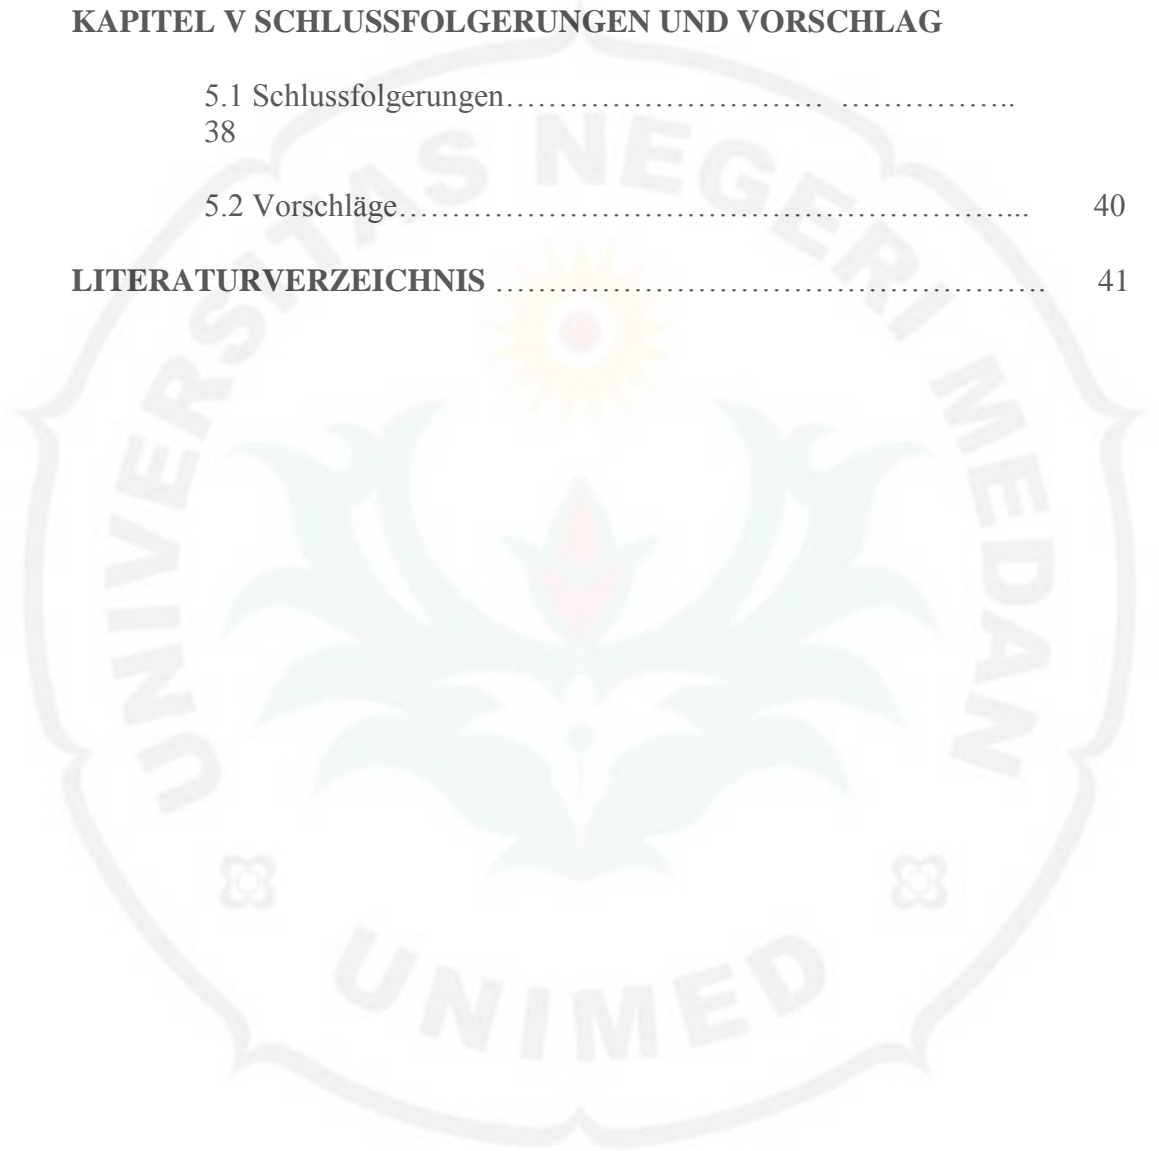 KAPITEL V SCHLUSSFOLGERUNGEN UND VORSCHLAG
5.1 Schlussfolgerungen………………………… ……………..
38
5.2 Vorschläge…………………………………………………... 40
LITERATURVERZEICHNIS ……………………………………………. 41
UNIVERSITAS NEGERI MEDAN
UNIMED